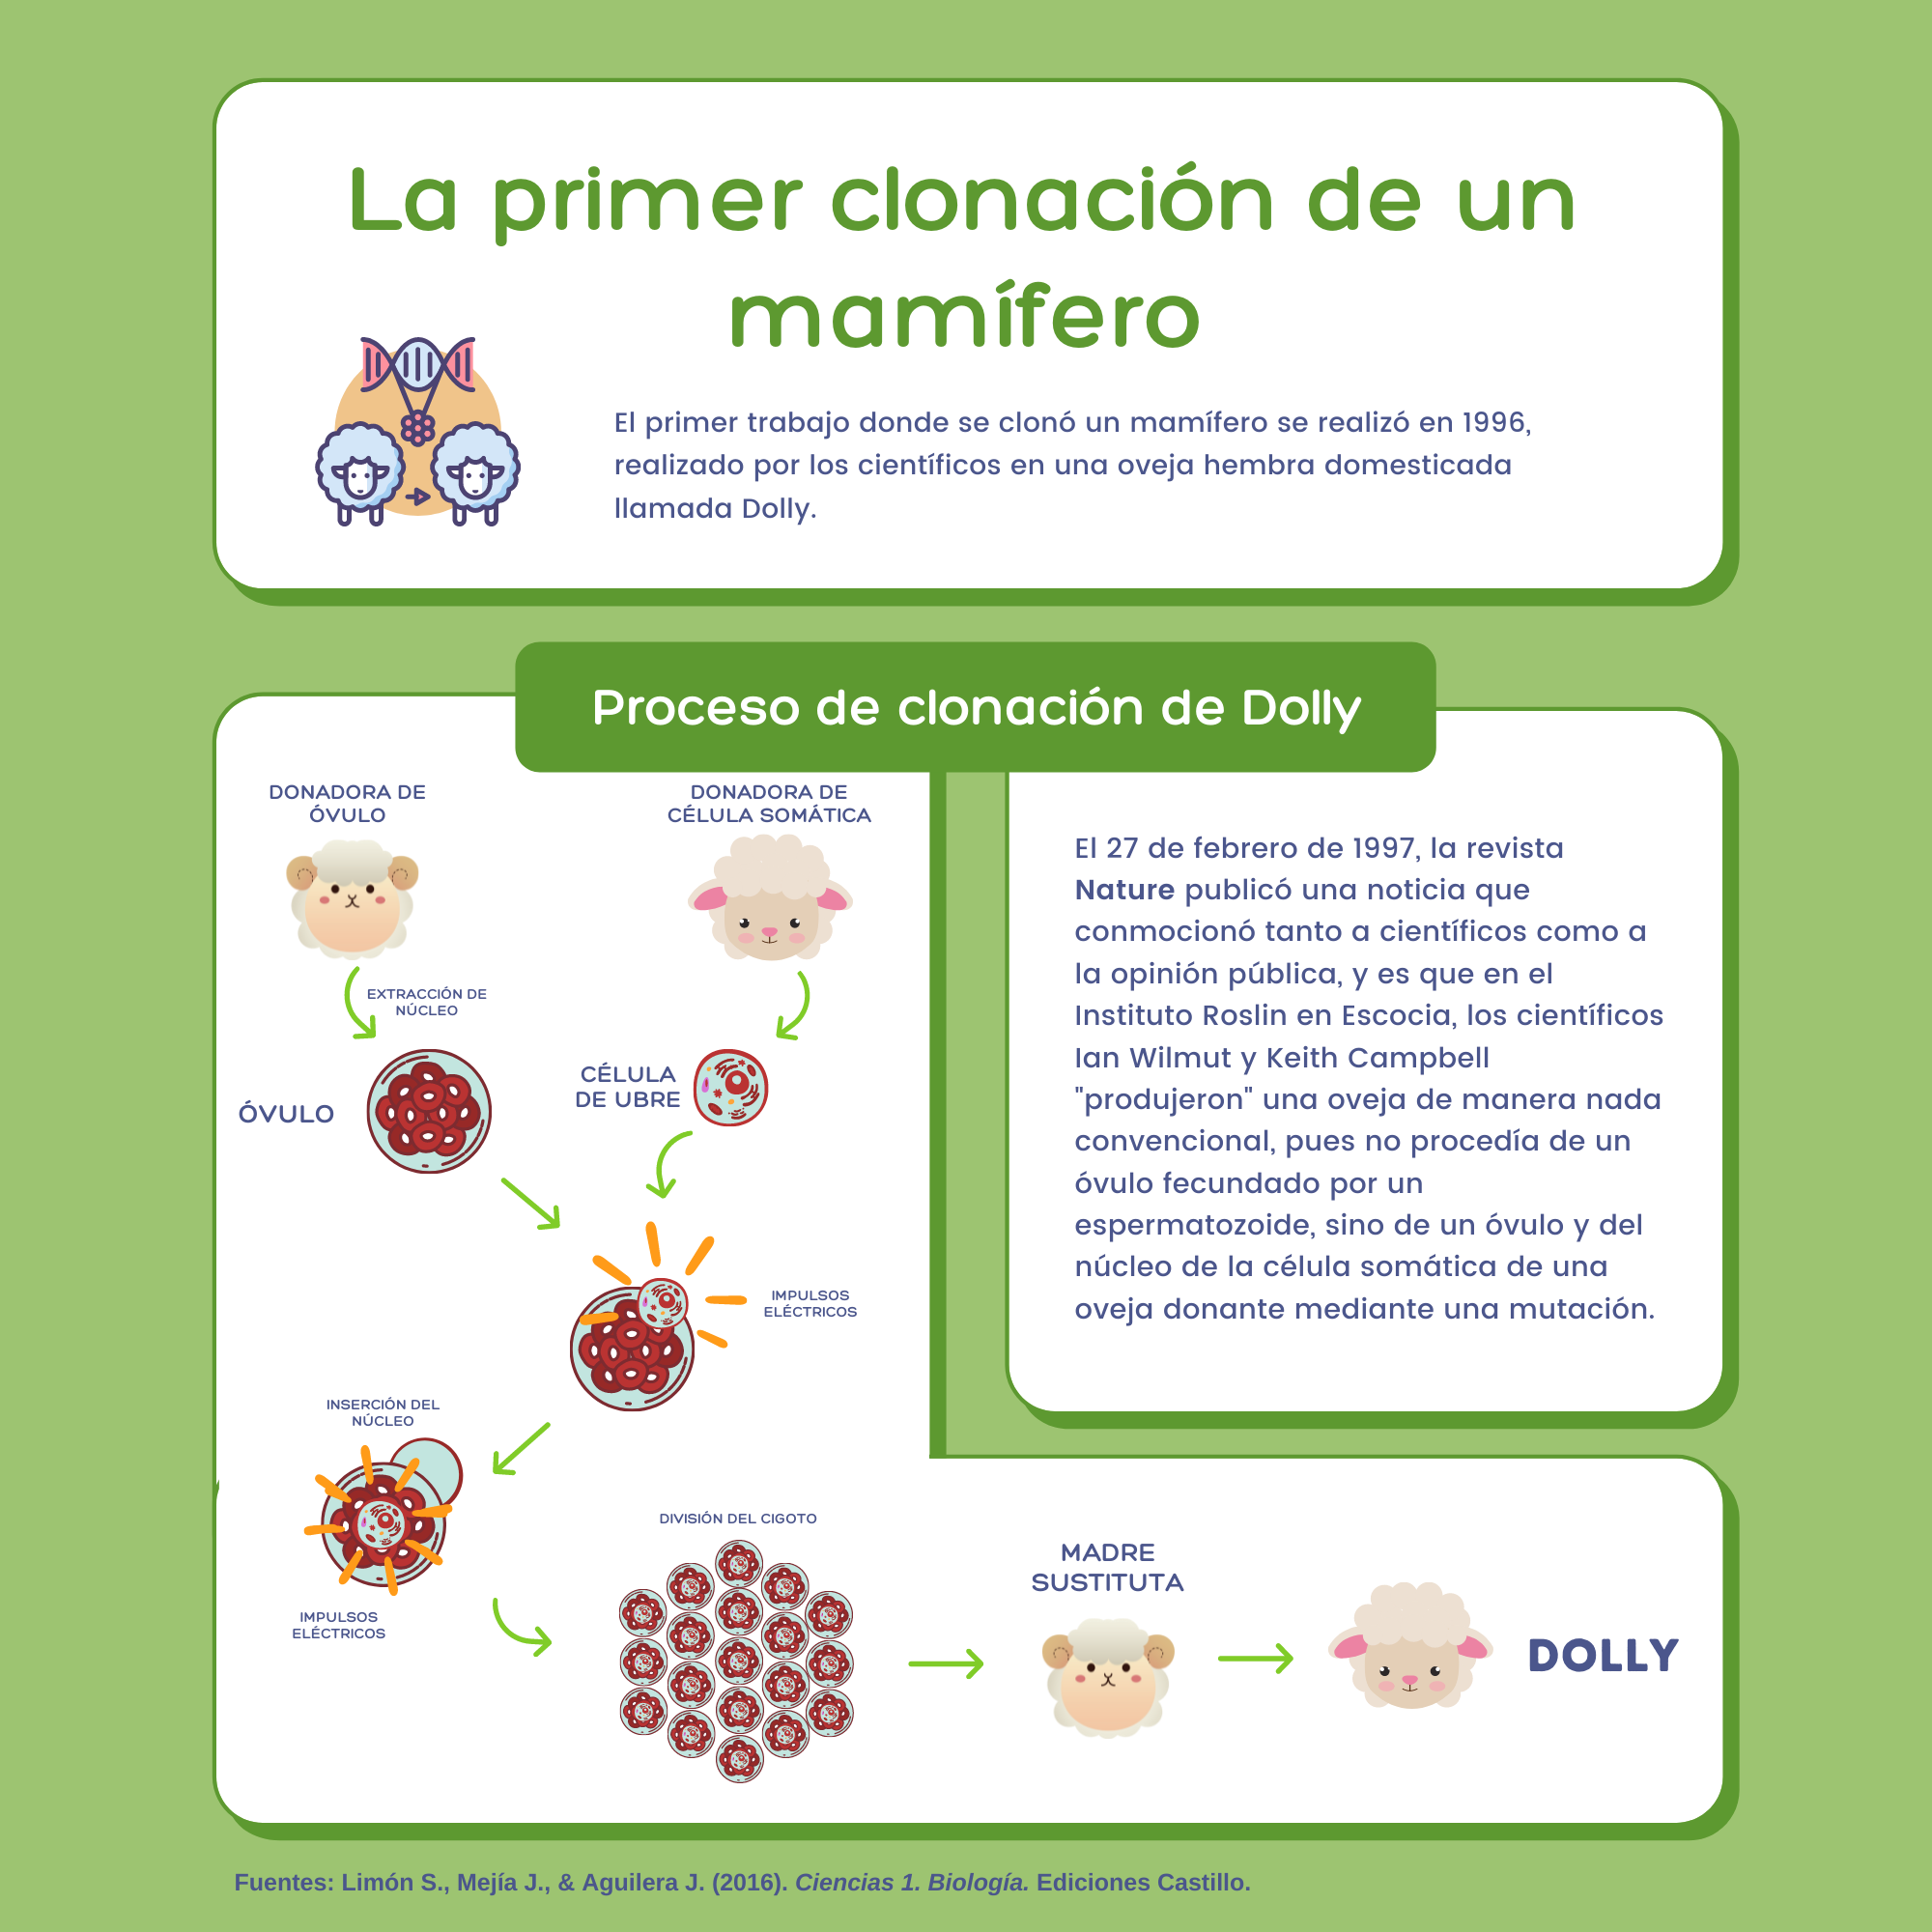 La primer clonación de un
mamífero
El primer trabajo donde se clonó un mamífero se realizó en 1996,
realizado por los científicos en una oveja hembra domesticada
llamada Dolly.
Proceso de clonación de Dolly
DONADORA DE
ÓVULO
DONADORA DE
CÉLULA SOMÁTICA
EXTRACCIÓN DE
NÚCLEO
ÓVULO
CÉLULA
DE UBRE
IMPULSOS
ELÉCTRICOS
INSERCIÓN DEL
NÚCLEO
IMPULSOS
ELÉCTRICOS
DIVISIÓN DEL CIGOTO
MADRE
SUSTITUTA
DOLLY
El 27 de febrero de 1997, la revista
Nature publicó una noticia que
conmocionó tanto a científicos como a
la opinión pública, y es que en el
Instituto Roslin en Escocia, los científicos
Ian Wilmut y Keith Campbell
"produjeron" una oveja de manera nada
convencional, pues no procedía de un
óvulo fecundado por un
espermatozoide, sino de un óvulo y del
núcleo de la célula somática de una
oveja donante mediante una mutación.
Fuentes: Limón S., Mejía J., & Aguilera J. (2016). Ciencias 1. Biología. Ediciones Castillo.